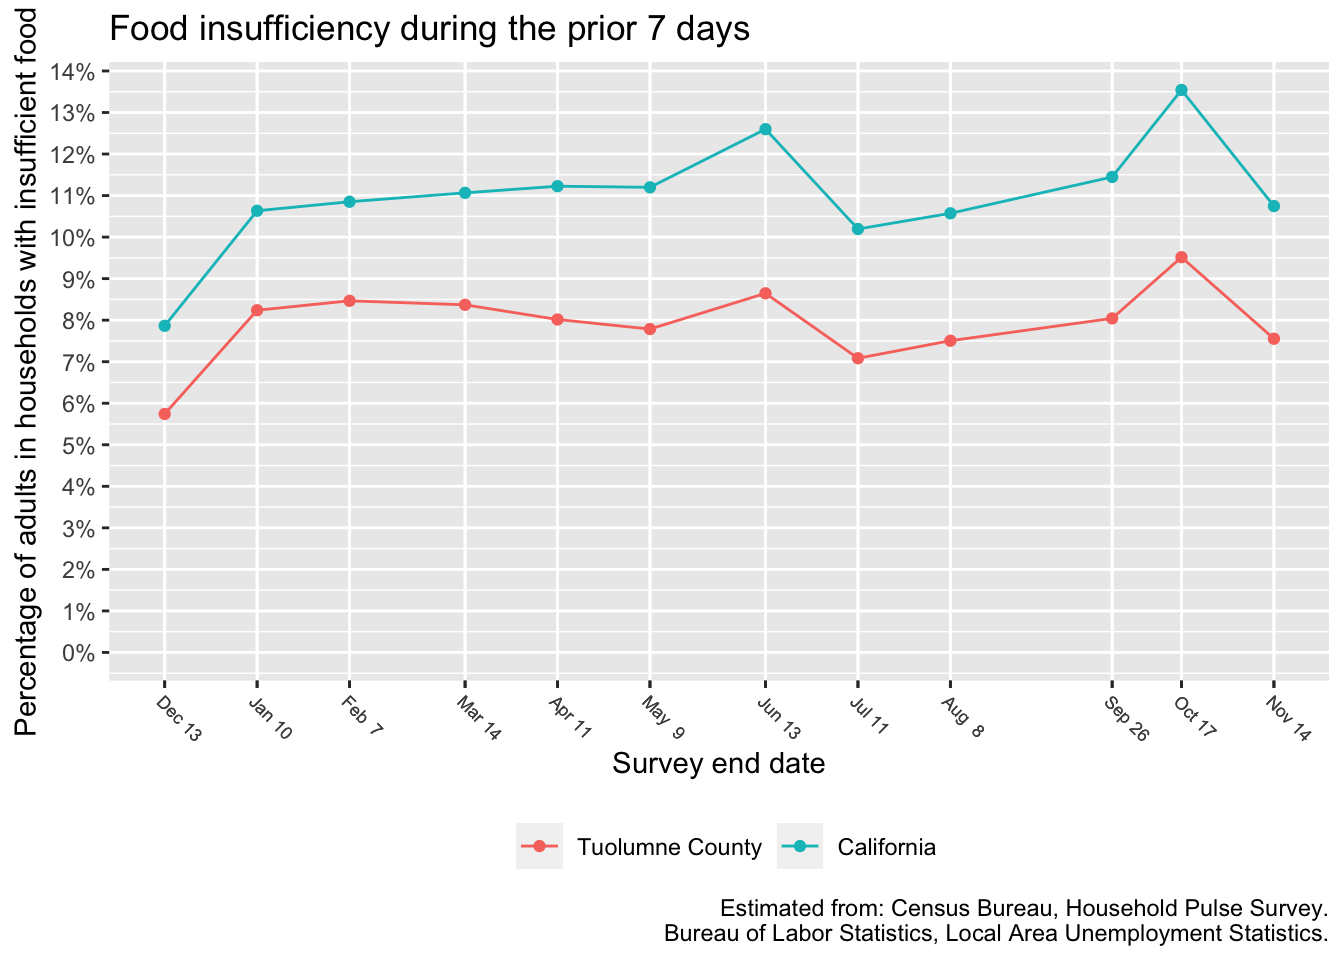 Food insufficiency during the prior 7 days
Percentage of adults in households with insufficient food
14%
13%
12%
11%
10%
9%
8%
7%
6%
5%
4%
3%
2%
1%
0%
Dec 13
Jan 10
Feb 7
Mar 14
Apr 11
May 9
Jun 13
Jul 11
Aug 8
Sep 26
Oct 17
Nov 14
Survey end date
Tuolumne County
California
Estimated from: Census Bureau, Household Pulse Survey.
Bureau of Labor Statistics, Local Area Unemployment Statistics.